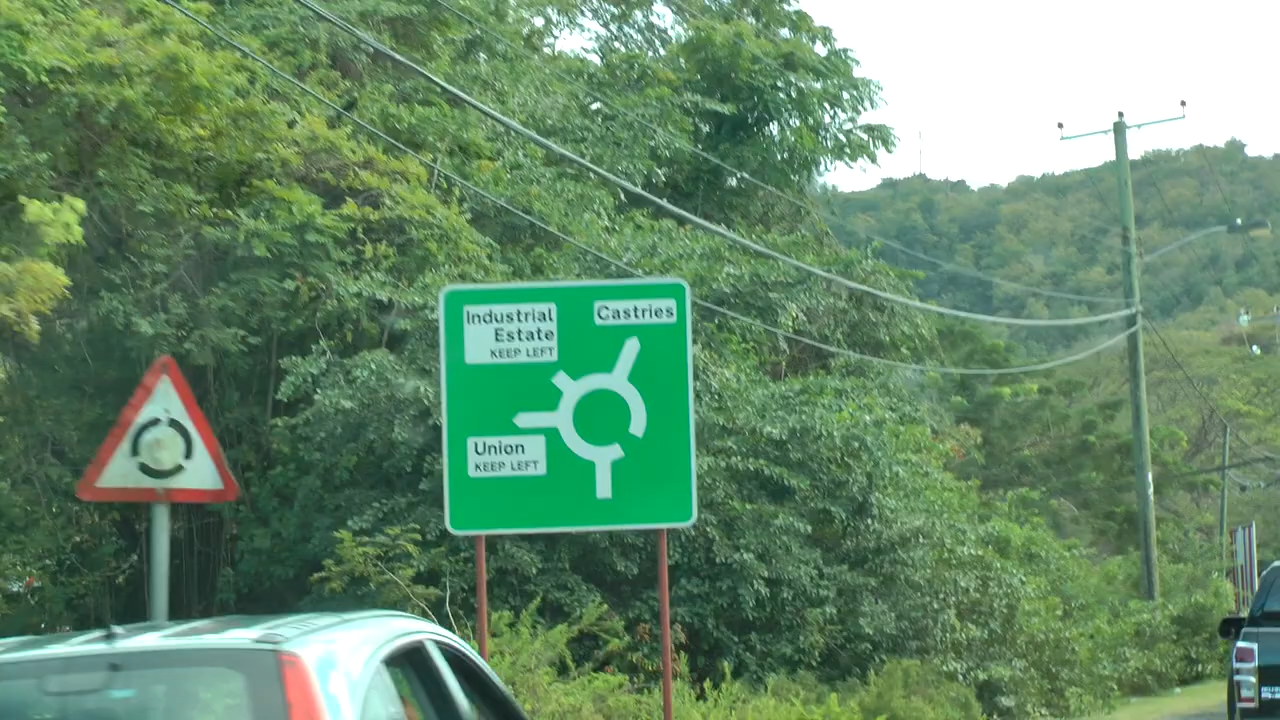 Industrial
Estate
KEEP LEFT
Castries
Union
KEEP LEFT